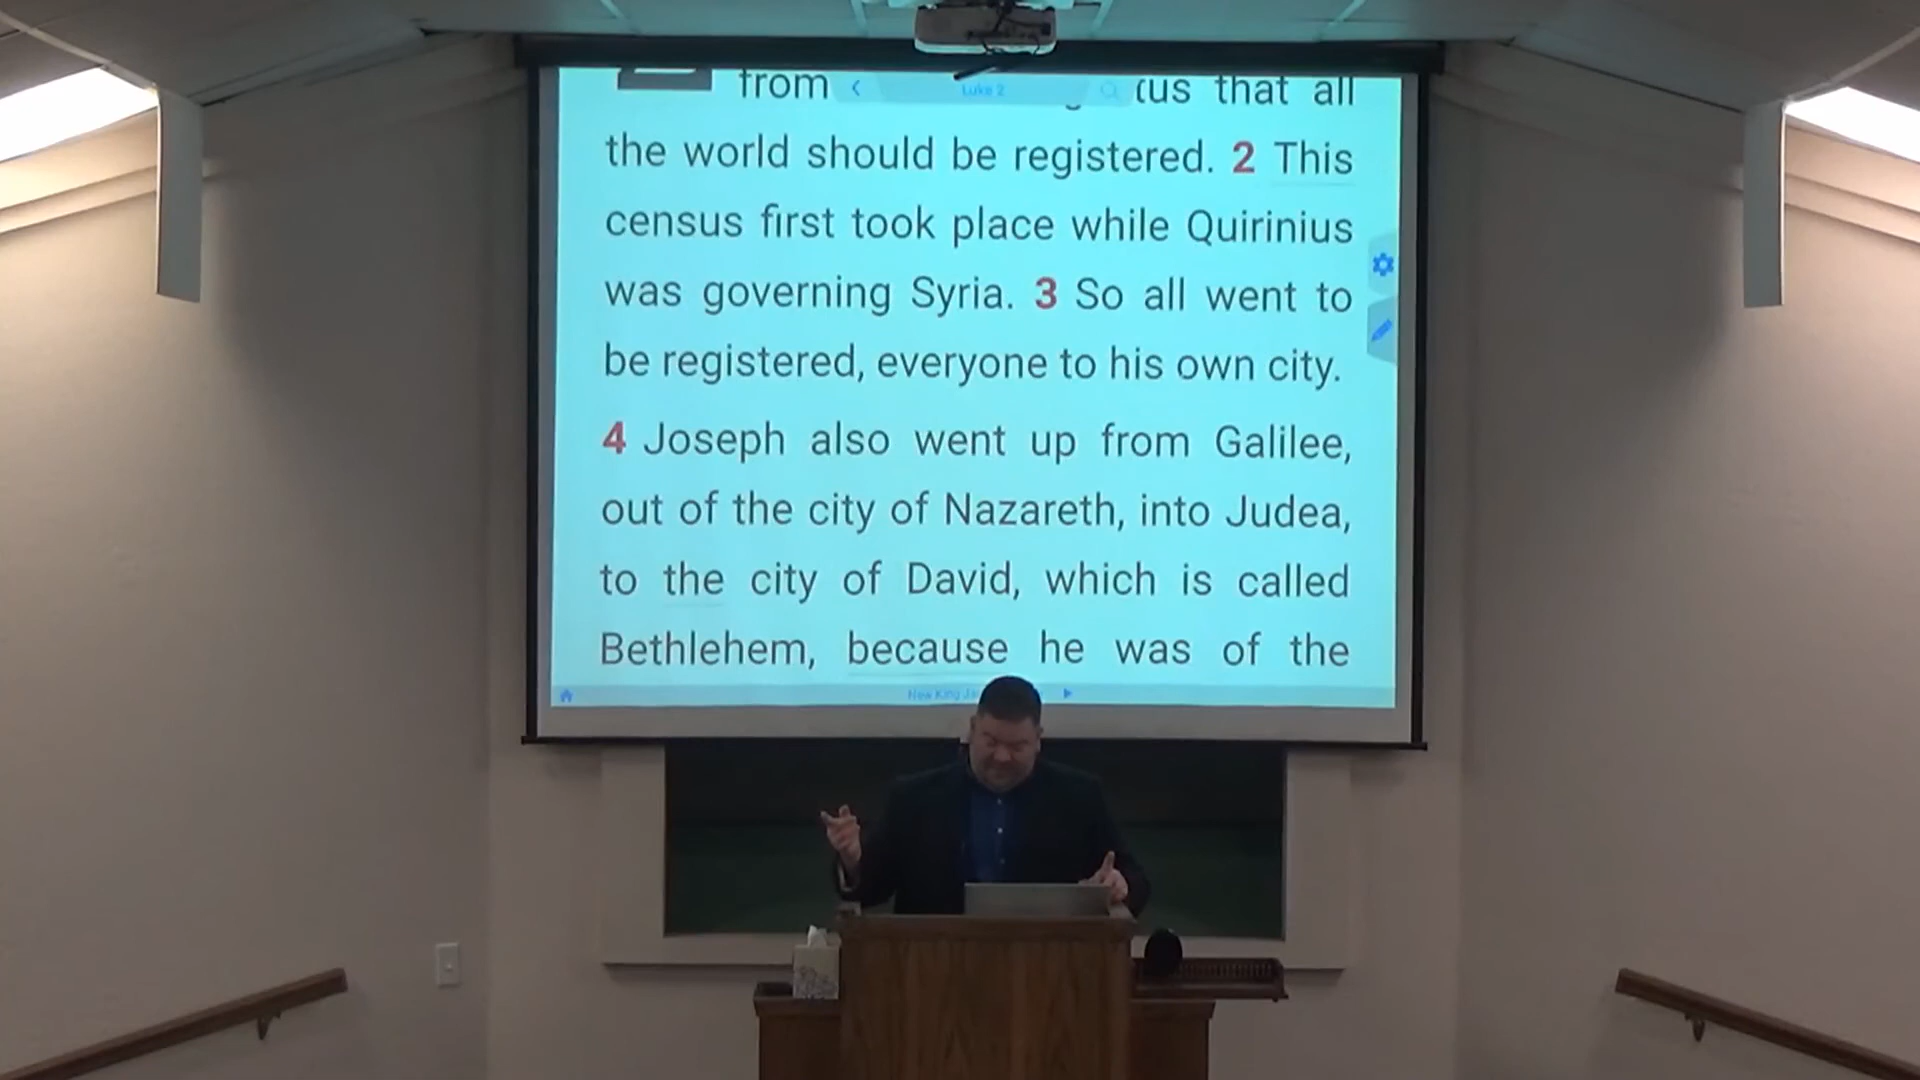 from
Luke 2
tus that all
the world should be registered. 2 This
census first took place while Quirinius
was governing Syria. 3 So all went to
be registered, everyone to his own city.
4 Joseph also went up from Galilee,
out of the city of Nazareth, into Judea,
to the city of David, which is called
Bethlehem, because he was of the
New King Ja